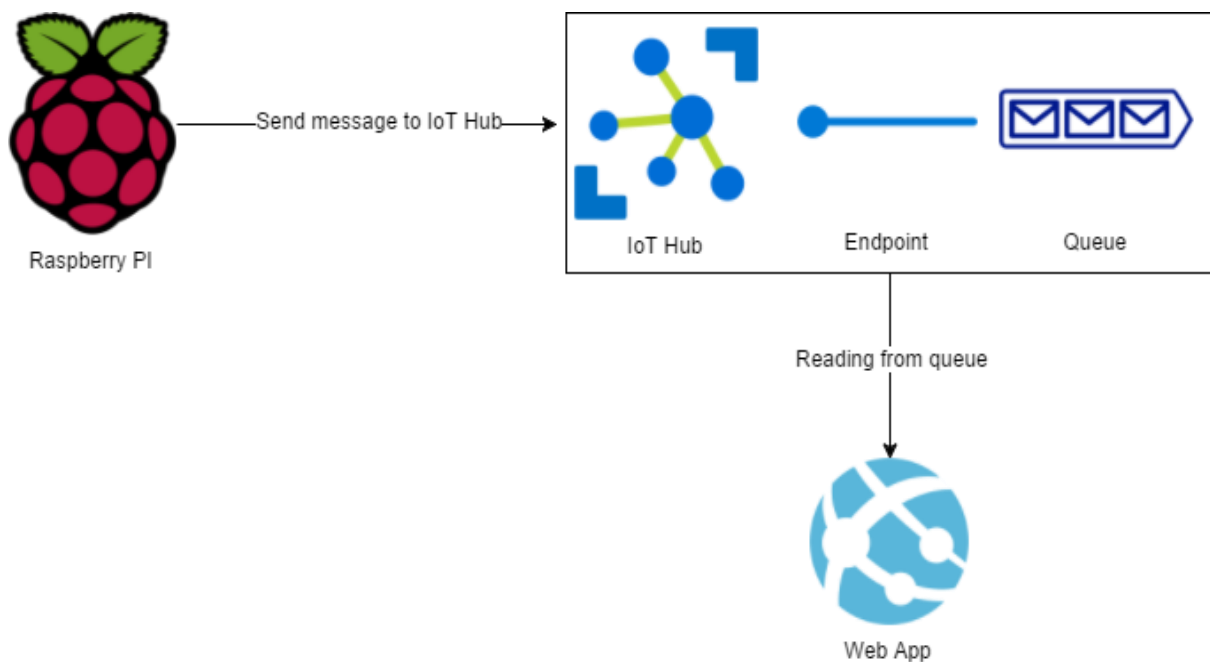 Send message to IoT Hub
Raspberry PI
IoT Hub
Endpoint
Queue
Reading from queue
Web App